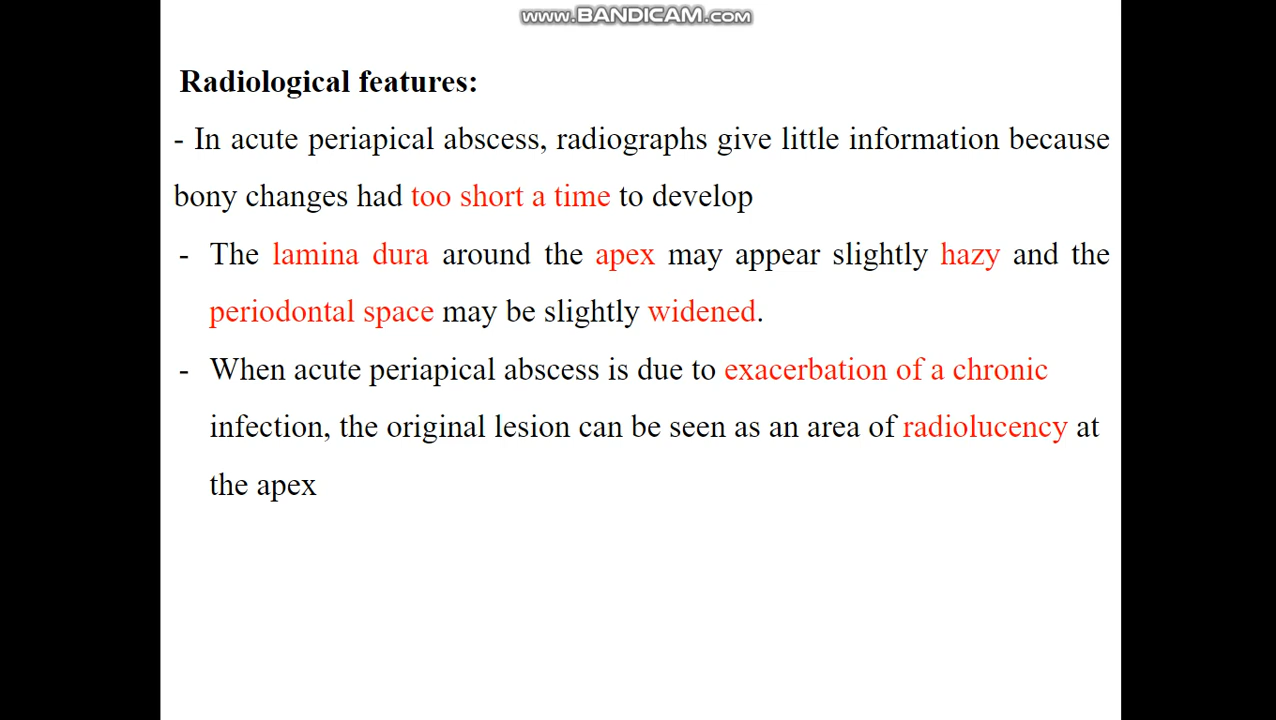 www.BANDICAM.com
Radiological features:
- In acute periapical abscess, radiographs give little information because
bony changes had too short a time to develop
- The lamina dura around the apex may appear slightly hazy and the
periodontal space may be slightly widened.
- When acute periapical abscess is due to exacerbation of a chronic
infection, the original lesion can be seen as an area of radiolucency at
the apex